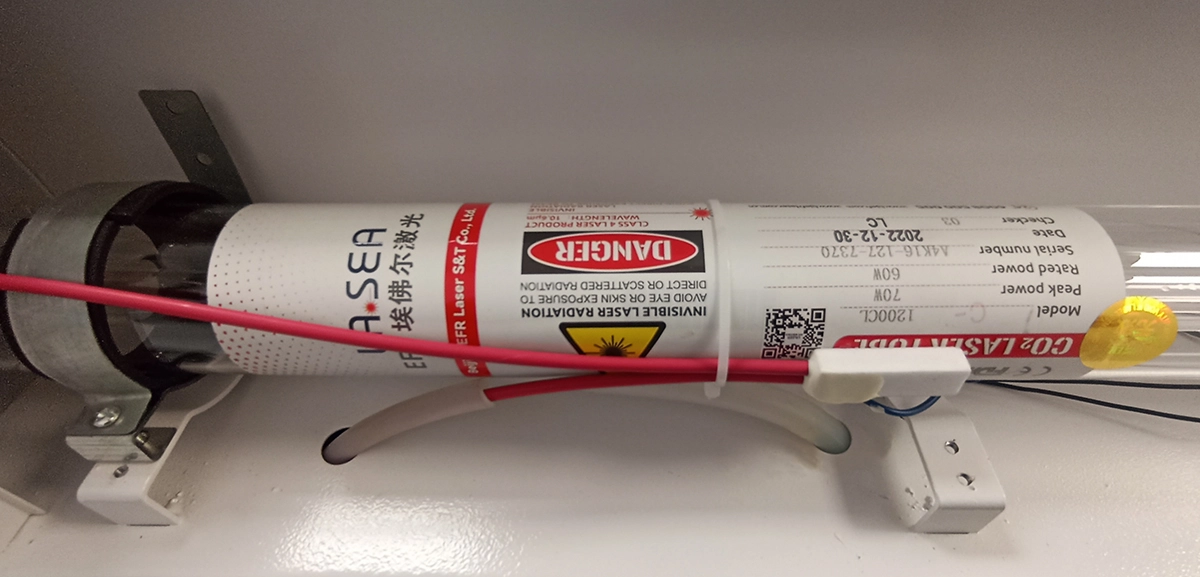 LA·SEA
埃佛尔激光
EFR Laser S&T Co., Ltd.
INVISIBLE LASER RADIATION
AVOID EYE OR SKIN EXPOSURE TO
DIRECT OR SCATTERED RADIATION
DANGER
INVISIBLE
WAVELENGTH 10.6μm
CLASS 4 LASER PRODUCT
CO₂ LASER TUBE
Model 1200CL
Peak power 70W
Rated power 60W
Serial number A4K16-127-7370
Date 2022-12-30
Checker 03 LC